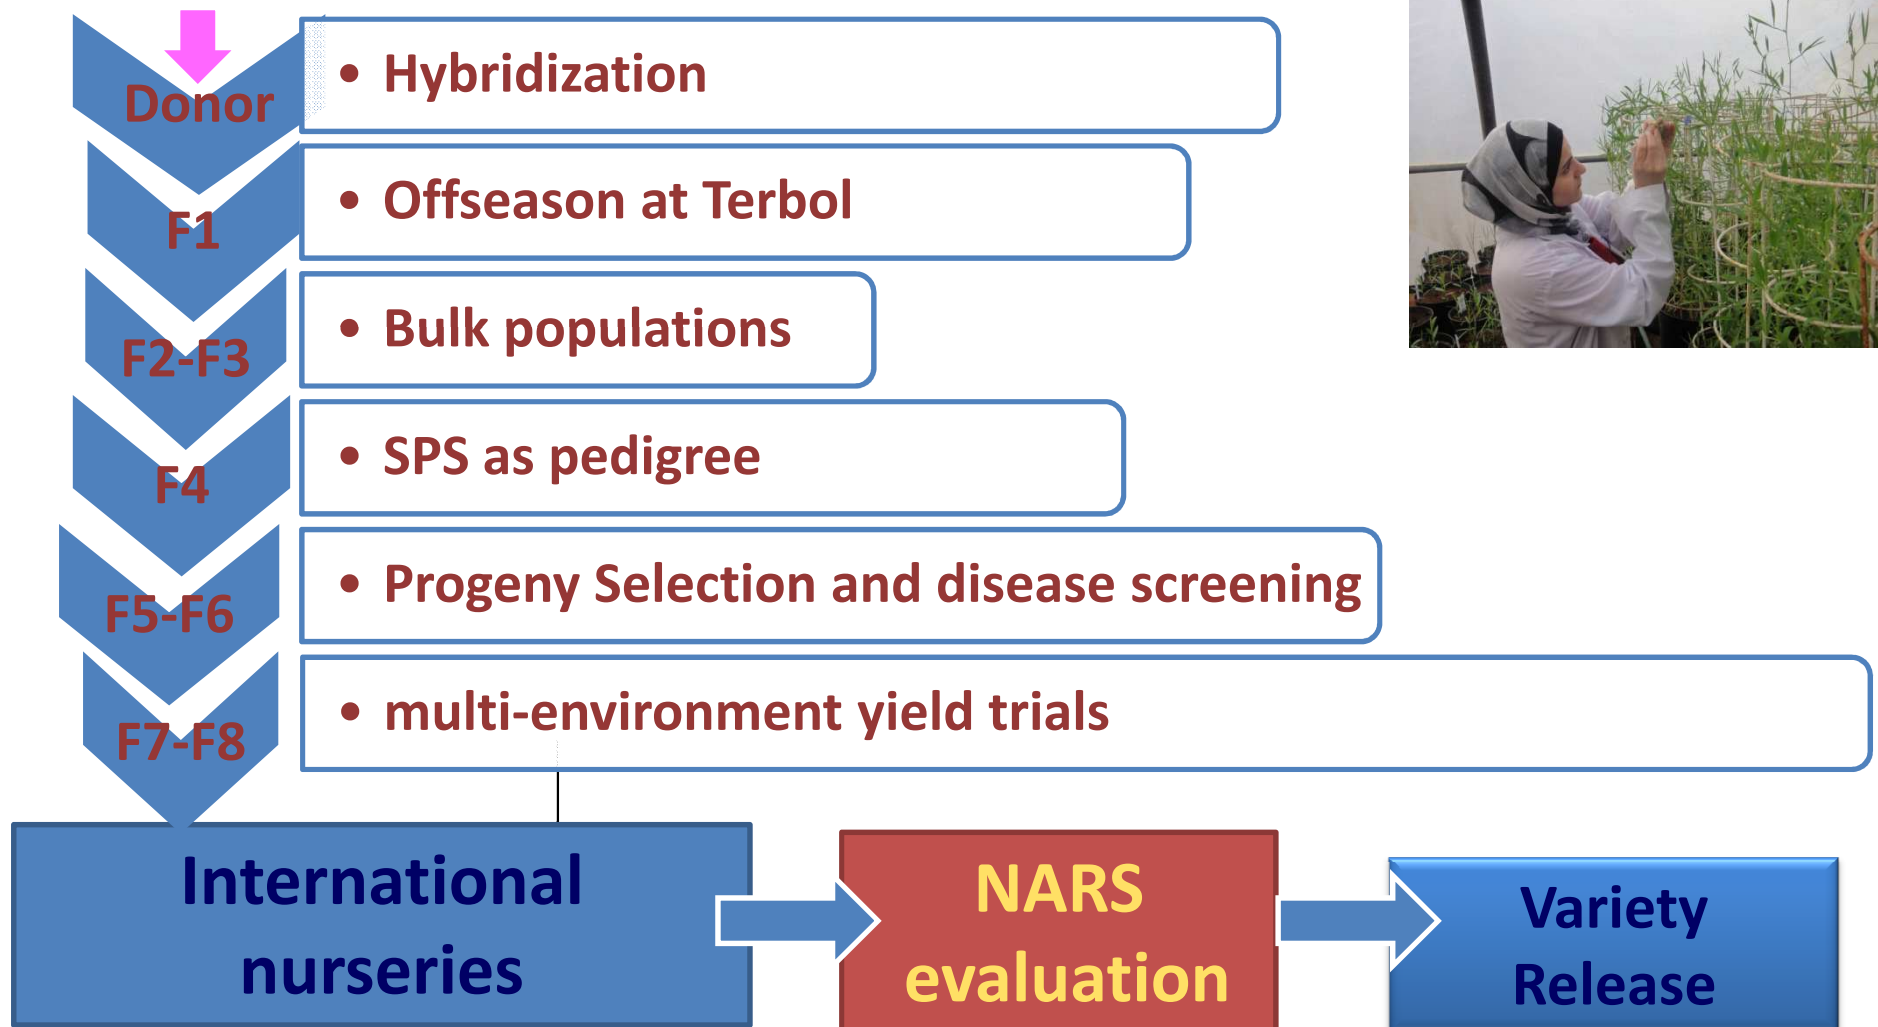 Donor
• Hybridization
F1
• Offseason at Terbol
F2-F3
• Bulk populations
F4
• SPS as pedigree
F5-F6
• Progeny Selection and disease screening
F7-F8
• multi-environment yield trials
International
nurseries
NARS
evaluation
Variety
Release